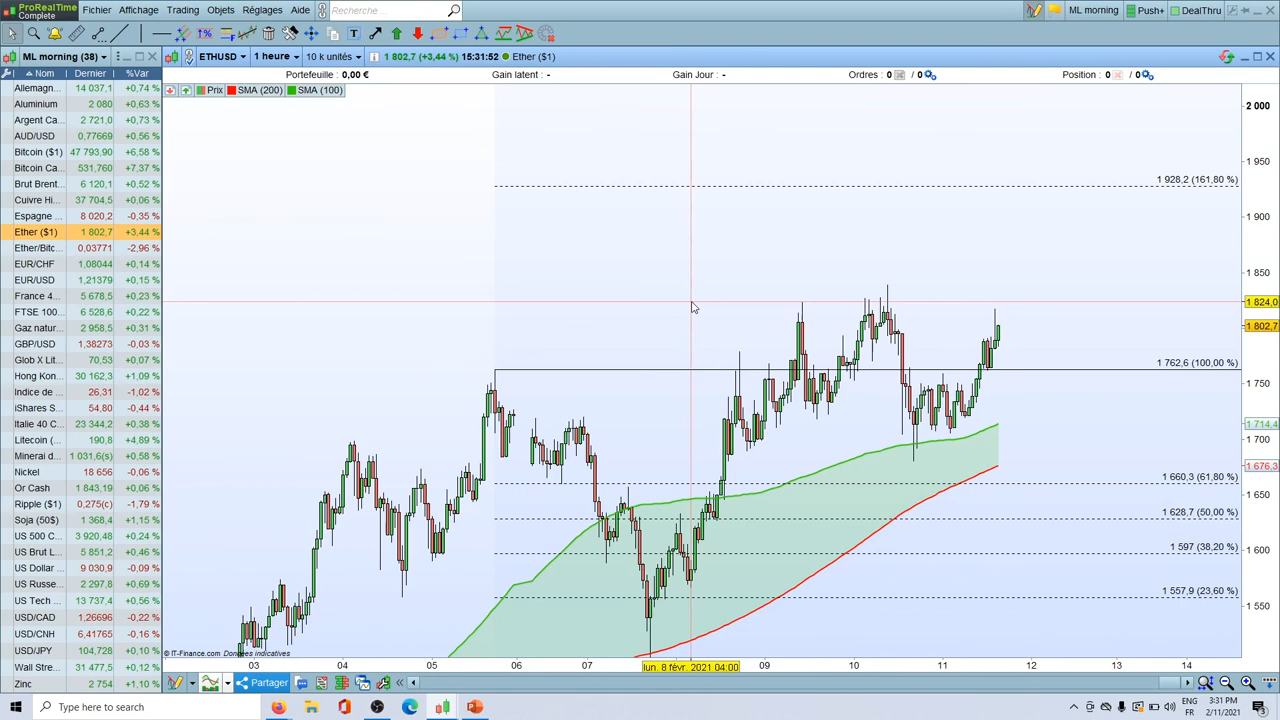 ProRealTime
Complete
Fichier Affichage Trading Objets Réglages Aide Recherche ML morning Push+ DealThru
ML morning (38) ETHUSD 1 heure 10 k unités 1 802,7 (+3,44 %) 15:31:52 Ether ($1)
Nom Dernier %Var
Portefeuille : 0,00 € Gain latent : - Gain Jour : - Ordres : 0 / 0 Position : 0 / 0
Prix SMA (200) SMA (100)
Allemagn... 14 037,1 +0,74 %
Aluminium 2 080 +0,63 %
Argent Ca... 2 721,0 +0,73 %
AUD/USD 0,77669 +0,56 %
Bitcoin ($1) 47 793,90 +6,58 %
Bitcoin Ca... 531,760 +7,37 %
Brut Brent... 6 120,1 +0,12 %
Cuivre Hi... 37 704,5 +0,06 %
Espagne ... 8 020,2 -0,35 %
Ether ($1) 1 802,7 +3,44 %
Ether/Bitc... 0,03771 -2,96 %
EUR/CHF 1,08044 +0,14 %
EUR/USD 1,21379 +0,15 %
France 4... 5 678,5 +0,23 %
FTSE 100... 6 528,6 +0,22 %
Gaz natur... 2 958,5 +0,31 %
GBP/USD 1,38273 -0,03 %
Glob X Lit... 70,53 +0,07 %
Hong Kon... 30 162,3 +1,09 %
Indice de ... 26,31 -1,02 %
iShares S... 54,80 -0,44 %
Italie 40 C... 23 344,2 +0,38 %
Litecoin (... 190,8 +4,89 %
Minerai d... 1 031,6(s) +0,58 %
Nickel 18 656 -0,06 %
Or Cash 1 843,19 +0,06 %
Ripple ($1) 0,275(c) -1,79 %
Soja (50$) 1 368,4 +1,15 %
US 500 C... 3 920,48 +0,24 %
US Brut L... 5 851,2 +0,46 %
US Dollar ... 9 030,9 -0,09 %
US Russe... 2 297,8 +0,69 %
US Tech ... 13 737,4 +0,56 %
USD/CAD 1,26696 -0,22 %
USD/CNH 6,41765 -0,16 %
USD/JPY 104,728 +0,10 %
Wall Stre... 31 477,5 +0,12 %
Zinc 2 754 +1,10 %
2 000
1 950
1 928,2 (161,80 %)
1 900
1 850
1 824,0
1 802,7
1 762,6 (100,00 %)
1 750
1 714,4
1 700
1 676,3
1 660,3 (61,80 %)
1 650
1 628,7 (50,00 %)
1 600
1 597 (38,20 %)
1 557,9 (23,60 %)
1 550
© IT-Finance.com Données indicatives
03 04 05 06 07 lun. 8 févr. 2021 04:00 09 10 11 12 13 14
Partager
Type here to search
ENG 3:31 PM
FR 2/11/2021